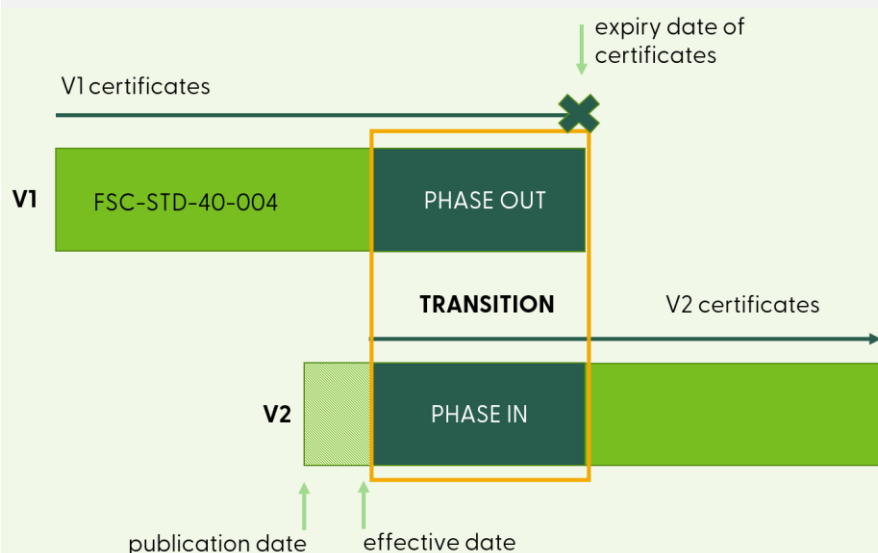 expiry date of
certificates
V1 certificates
V1
FSC-STD-40-004
PHASE OUT
TRANSITION
V2 certificates
V2
PHASE IN
publication date
effective date